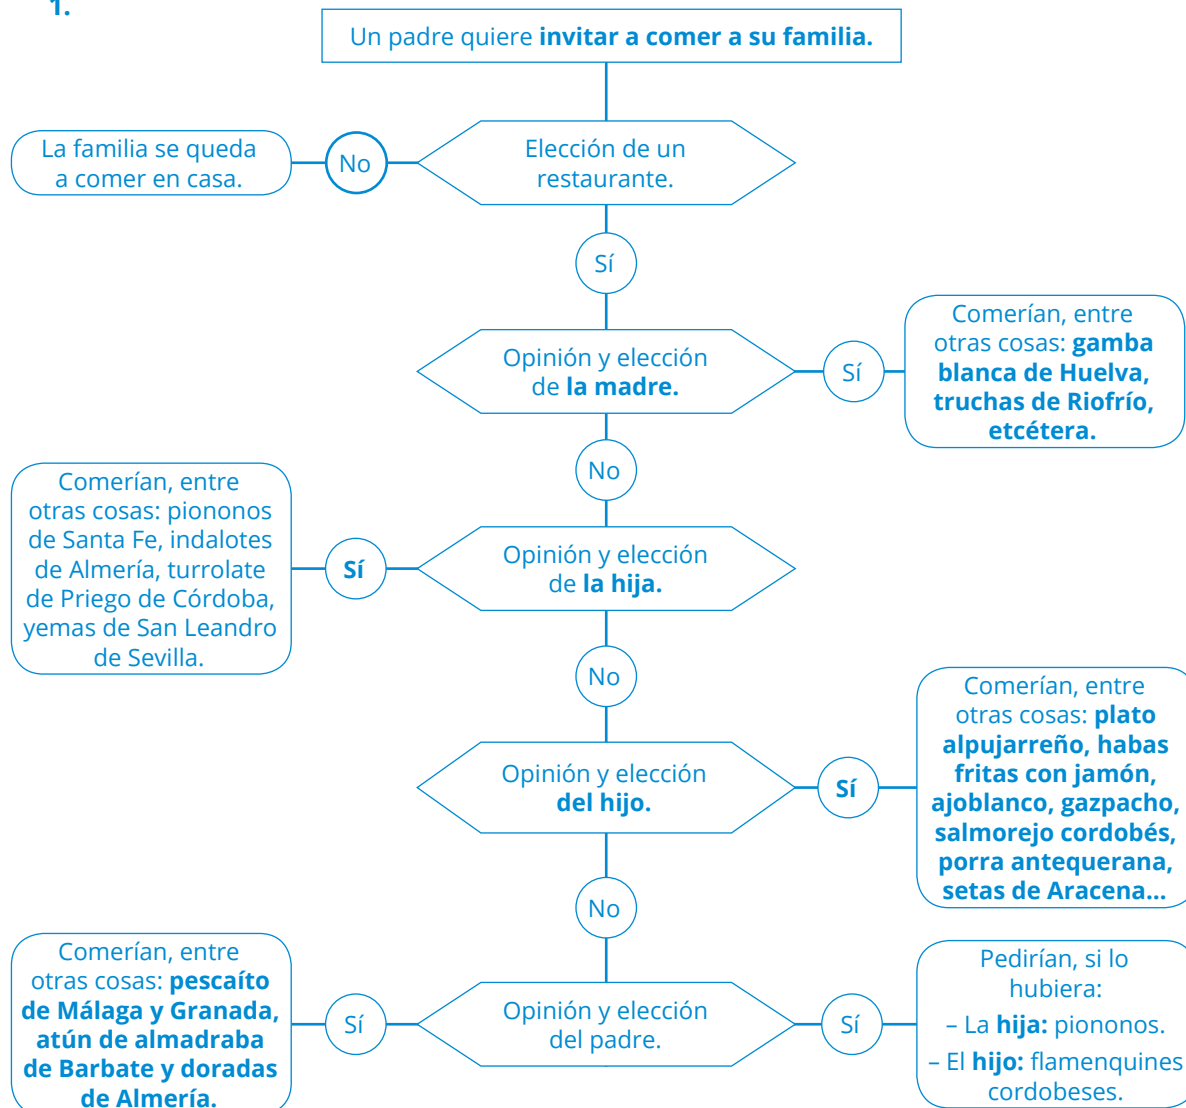 1.
Un padre quiere invitar a comer a su familia.
La familia se queda
a comer en casa.
No
Elección de un
restaurante.
Sí
Opinión y elección
de la madre.
Sí
Comerían, entre
otras cosas: gamba
blanca de Huelva,
truchas de Riofrío,
etcétera.
No
Comerían, entre
otras cosas: piononos
de Santa Fe, indalotes
de Almería, turrolate
de Priego de Córdoba,
yemas de San Leandro
de Sevilla.
Sí
Opinión y elección
de la hija.
No
Opinión y elección
del hijo.
Sí
Comerían, entre
otras cosas: plato
alpujarreño, habas
fritas con jamón,
ajoblanco, gazpacho,
salmorejo cordobés,
porra antequerana,
setas de Aracena...
No
Comerían, entre
otras cosas: pescaíto
de Málaga y Granada,
atún de almadraba
de Barbate y doradas
de Almería.
Sí
Opinión y elección
del padre.
Sí
Pedirían, si lo
hubiera:
– La hija: piononos.
– El hijo: flamenquines
cordobeses.